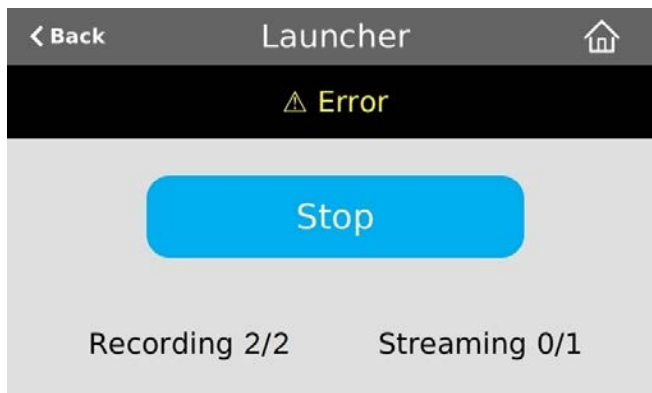 Back
Launcher
⚠ Error
Stop
Recording 2/2
Streaming 0/1